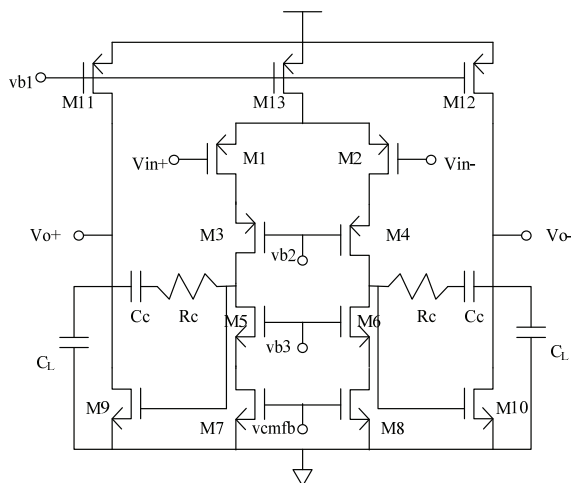 vb1
M11
M13
M12
Vin+
M1
M2
Vin-
Vo+
M3
M4
Vo-
vb2
Cc
Rc
M5
M6
Rc
Cc
CL
vb3
CL
M9
M7
vcmfb
M8
M10